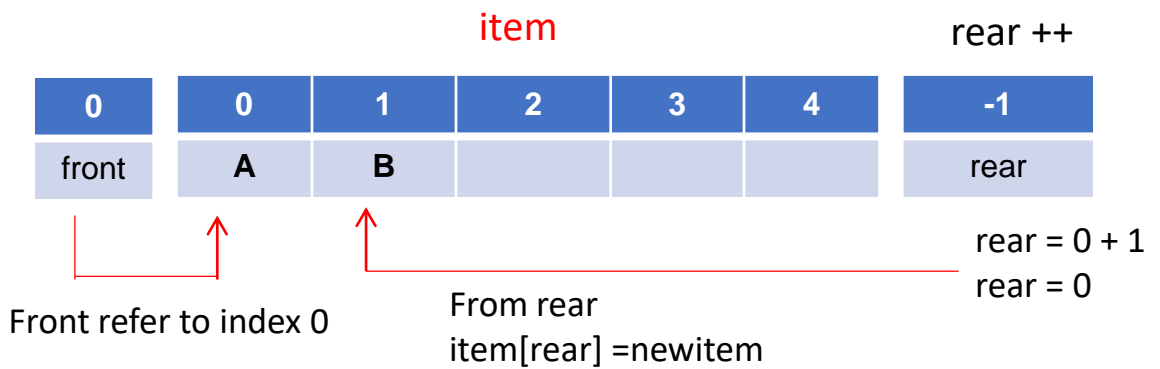 item
rear ++
0 0 1 2 3 4 -1
front A B rear
rear = 0 + 1
rear = 0
Front refer to index 0
From rear
item[rear] =newitem